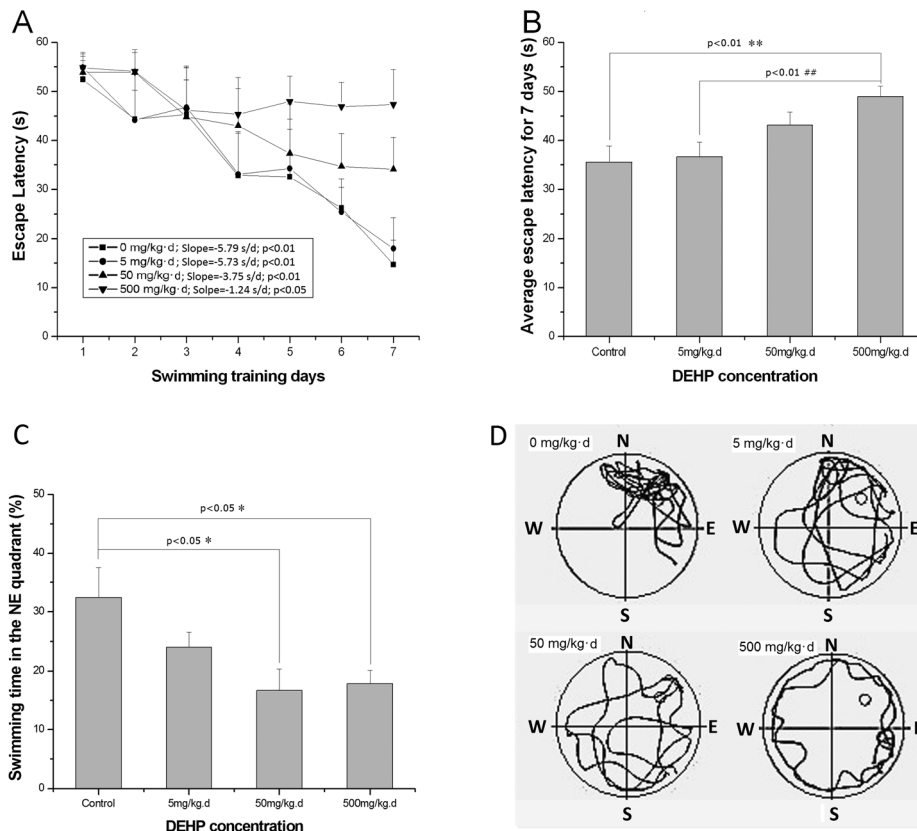 A
Escape Latency (s)
60
50
40
30
20
10
0
0 mg/kg·d; Slope=-5.79 s/d; p<0.01
5 mg/kg·d; Slope=-5.73 s/d; p<0.01
50 mg/kg·d; Slope=-3.75 s/d; p<0.01
500 mg/kg·d; Solpe=-1.24 s/d; p<0.05
1 2 3 4 5 6 7
Swimming training days
B
Average escape latency for 7 days (s)
60
50
40
30
20
10
0
p<0.01 **
p<0.01 ##
Control 5mg/kg.d 50mg/kg.d 500mg/kg.d
DEHP concentration
C
Swimming time in the NE quadrant (%)
50
40
30
20
10
0
p<0.05 *
p<0.05 *
Control 5mg/kg.d 50mg/kg.d 500mg/kg.d
DEHP concentration
D
0 mg/kg·d
N
W
E
S
5 mg/kg·d
N
W
E
S
50 mg/kg·d
N
W
E
S
500 mg/kg·d
N
W
E
S